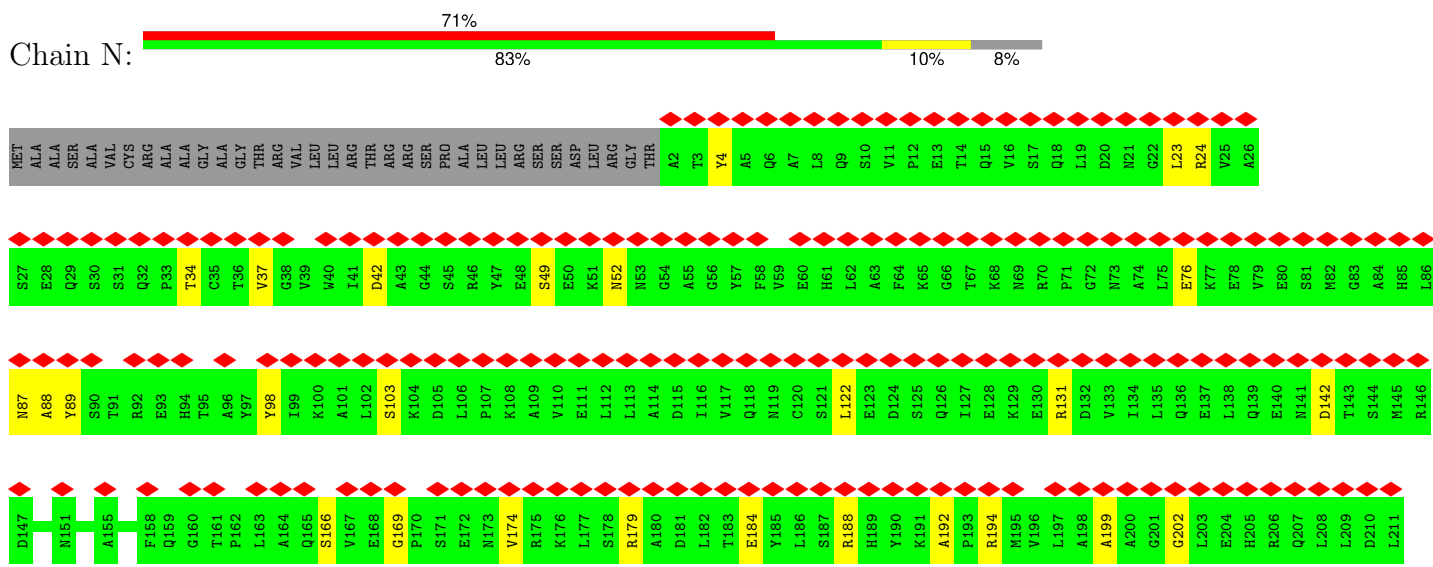 71%
Chain N:
83% 10% 8%
MET ALA ALA SER ALA VAL CYS ARG ALA ALA GLY ALA GLY THR ARG VAL LEU LEU ARG THR ARG ARG SER PRO ALA LEU LEU ARG SER SER ASP LEU ARG GLY THR A2 T3 Y4 A5 Q6 A7 L8 Q9 S10 V11 P12 E13 T14 Q15 V16 S17 Q18 L19 D20 N21 G22 L23 R24 V25 A26
S27 E28 Q29 S30 S31 Q32 P33 T34 C35 T36 V37 G38 V39 W40 I41 D42 A43 G44 S45 R46 Y47 E48 S49 E50 K51 N52 N53 G54 A55 G56 Y57 F58 V59 E60 H61 L62 A63 F64 K65 G66 T67 K68 N69 R70 P71 G72 N73 A74 L75 E76 K77 E78 V79 E80 S81 M82 G83 A84 H85 L86
N87 A88 Y89 S90 T91 R92 E93 H94 T95 A96 Y97 Y98 I99 K100 A101 L102 S103 K104 D105 L106 P107 K108 A109 V110 E111 L112 L113 A114 D115 I116 V117 Q118 N119 C120 S121 L122 E123 D124 S125 Q126 I127 E128 K129 E130 R131 D132 V133 I134 L135 Q136 E137 L138 Q139 E140 N141 D142 T143 S144 M145 R146
D147 N151 A155 F158 Q159 G160 T161 P162 L163 A164 Q165 S166 V167 E168 G169 P170 S171 E172 N173 V174 R175 K176 L177 S178 R179 A180 D181 L182 T183 E184 Y185 L186 S187 R188 H189 Y190 K191 A192 P193 R194 M195 V196 L197 A198 A199 A200 G201 G202 L203 E204 H205 R206 Q207 L208 L209 D210 L211